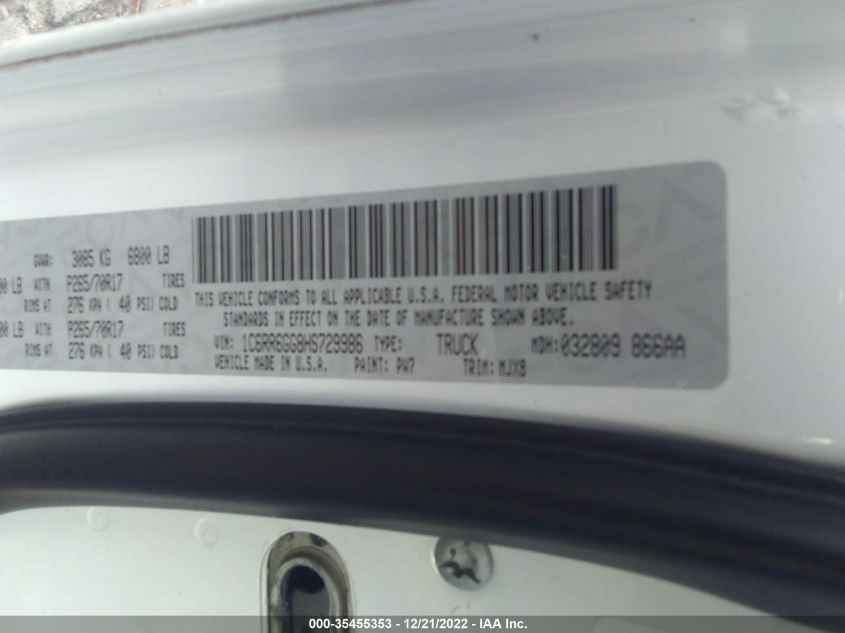 GVWR: 3085 KG 6800 LB
00 LB WITH P265/70R17 TIRES
RIMS AT 276 KPA ( 40 PSI) COLD
00 LB WITH P265/70R17 TIRES
RIMS AT 276 KPA ( 40 PSI) COLD
THIS VEHICLE CONFORMS TO ALL APPLICABLE U.S.A. FEDERAL MOTOR VEHICLE SAFETY
STANDARDS IN EFFECT ON THE DATE OF MANUFACTURE SHOWN ABOVE.
VIN: 1C6RR6GG8HS729986 TYPE: TRUCK MDH:032809 866AA
VEHICLE MADE IN U.S.A. PAINT: PW7 TRIM: MJX8
000-35455353 - 12/21/2022 - IAA Inc.